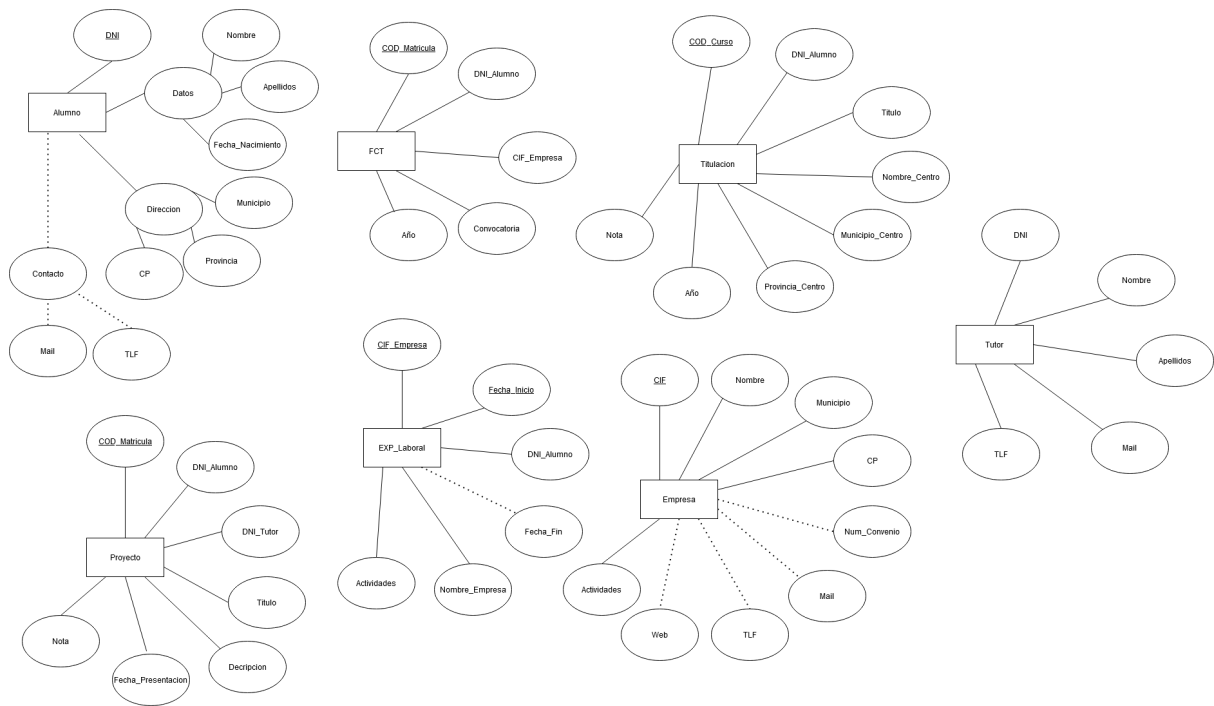 DNI
Nombre
Datos
Apellidos
Alumno
Fecha_Nacimiento
Municipio
Direccion
Provincia
CP
Contacto
Mail
TLF
COD_Matricula
DNI_Alumno
FCT
CIF_Empresa
Convocatoria
Año
COD_Curso
DNI_Alumno
Titulo
Titulacion
Nombre_Centro
Municipio_Centro
Nota
Provincia_Centro
Año
DNI
Nombre
Tutor
Apellidos
Mail
TLF
COD_Matricula
DNI_Alumno
DNI_Tutor
Proyecto
Titulo
Nota
Decripcion
Fecha_Presentacion
CIF_Empresa
Fecha_Inicio
EXP_Laboral
DNI_Alumno
Fecha_Fin
Actividades
Nombre_Empresa
CIF
Nombre
Municipio
CP
Empresa
Num_Convenio
Actividades
Mail
Web
TLF